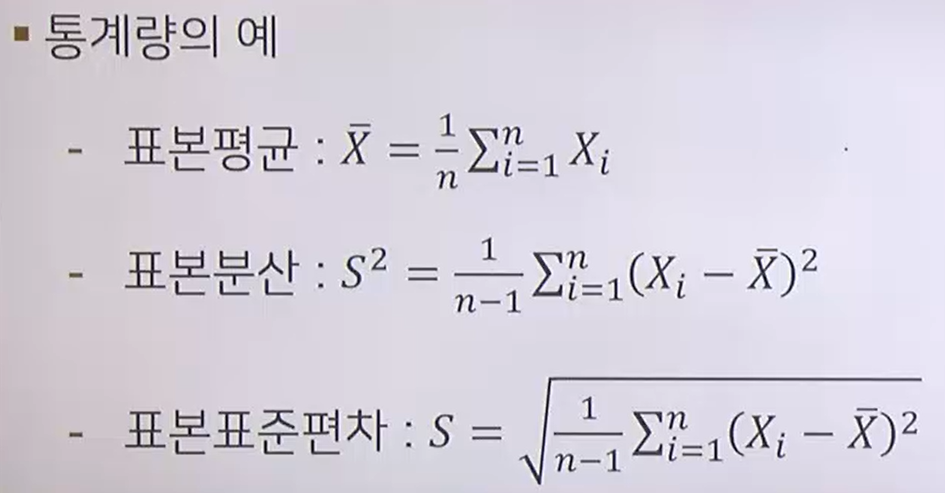 ▪ 통계량의 예
- 표본평균 : X̄ = 1/n ∑ⁿᵢ₌₁ Xᵢ
- 표본분산 : S² = 1/(n−1) ∑ⁿᵢ₌₁(Xᵢ − X̄)²
- 표본표준편차 : S = √(1/(n−1) ∑ⁿᵢ₌₁(Xᵢ − X̄)²)